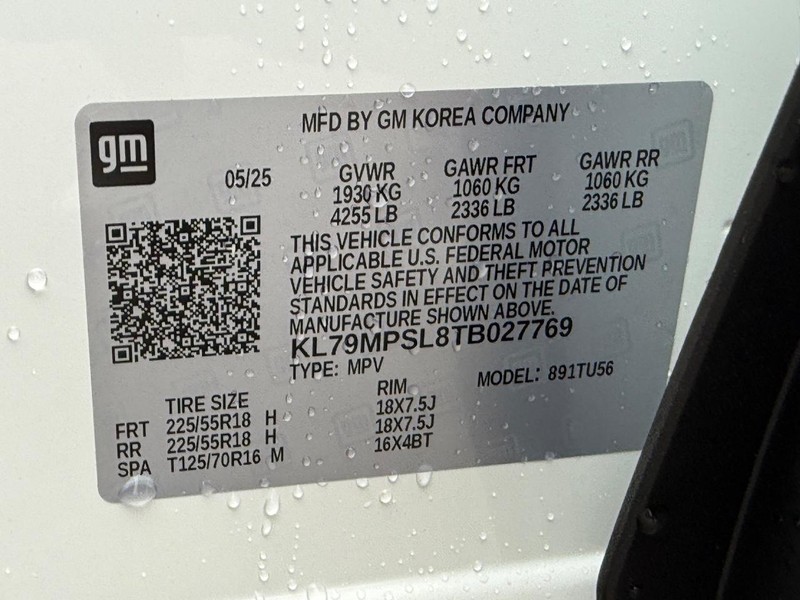 gm
MFD BY GM KOREA COMPANY
05/25
GVWR GAWR FRT GAWR RR
1930 KG 1060 KG 1060 KG
4255 LB 2336 LB 2336 LB
THIS VEHICLE CONFORMS TO ALL
APPLICABLE U.S. FEDERAL MOTOR
VEHICLE SAFETY AND THEFT PREVENTION
STANDARDS IN EFFECT ON THE DATE OF
MANUFACTURE SHOWN ABOVE.
KL79MPSL8TB027769
TYPE: MPV MODEL: 891TU56
TIRE SIZE RIM
FRT 225/55R18 H 18X7.5J
RR 225/55R18 H 18X7.5J
SPA T125/70R16 M 16X4BT